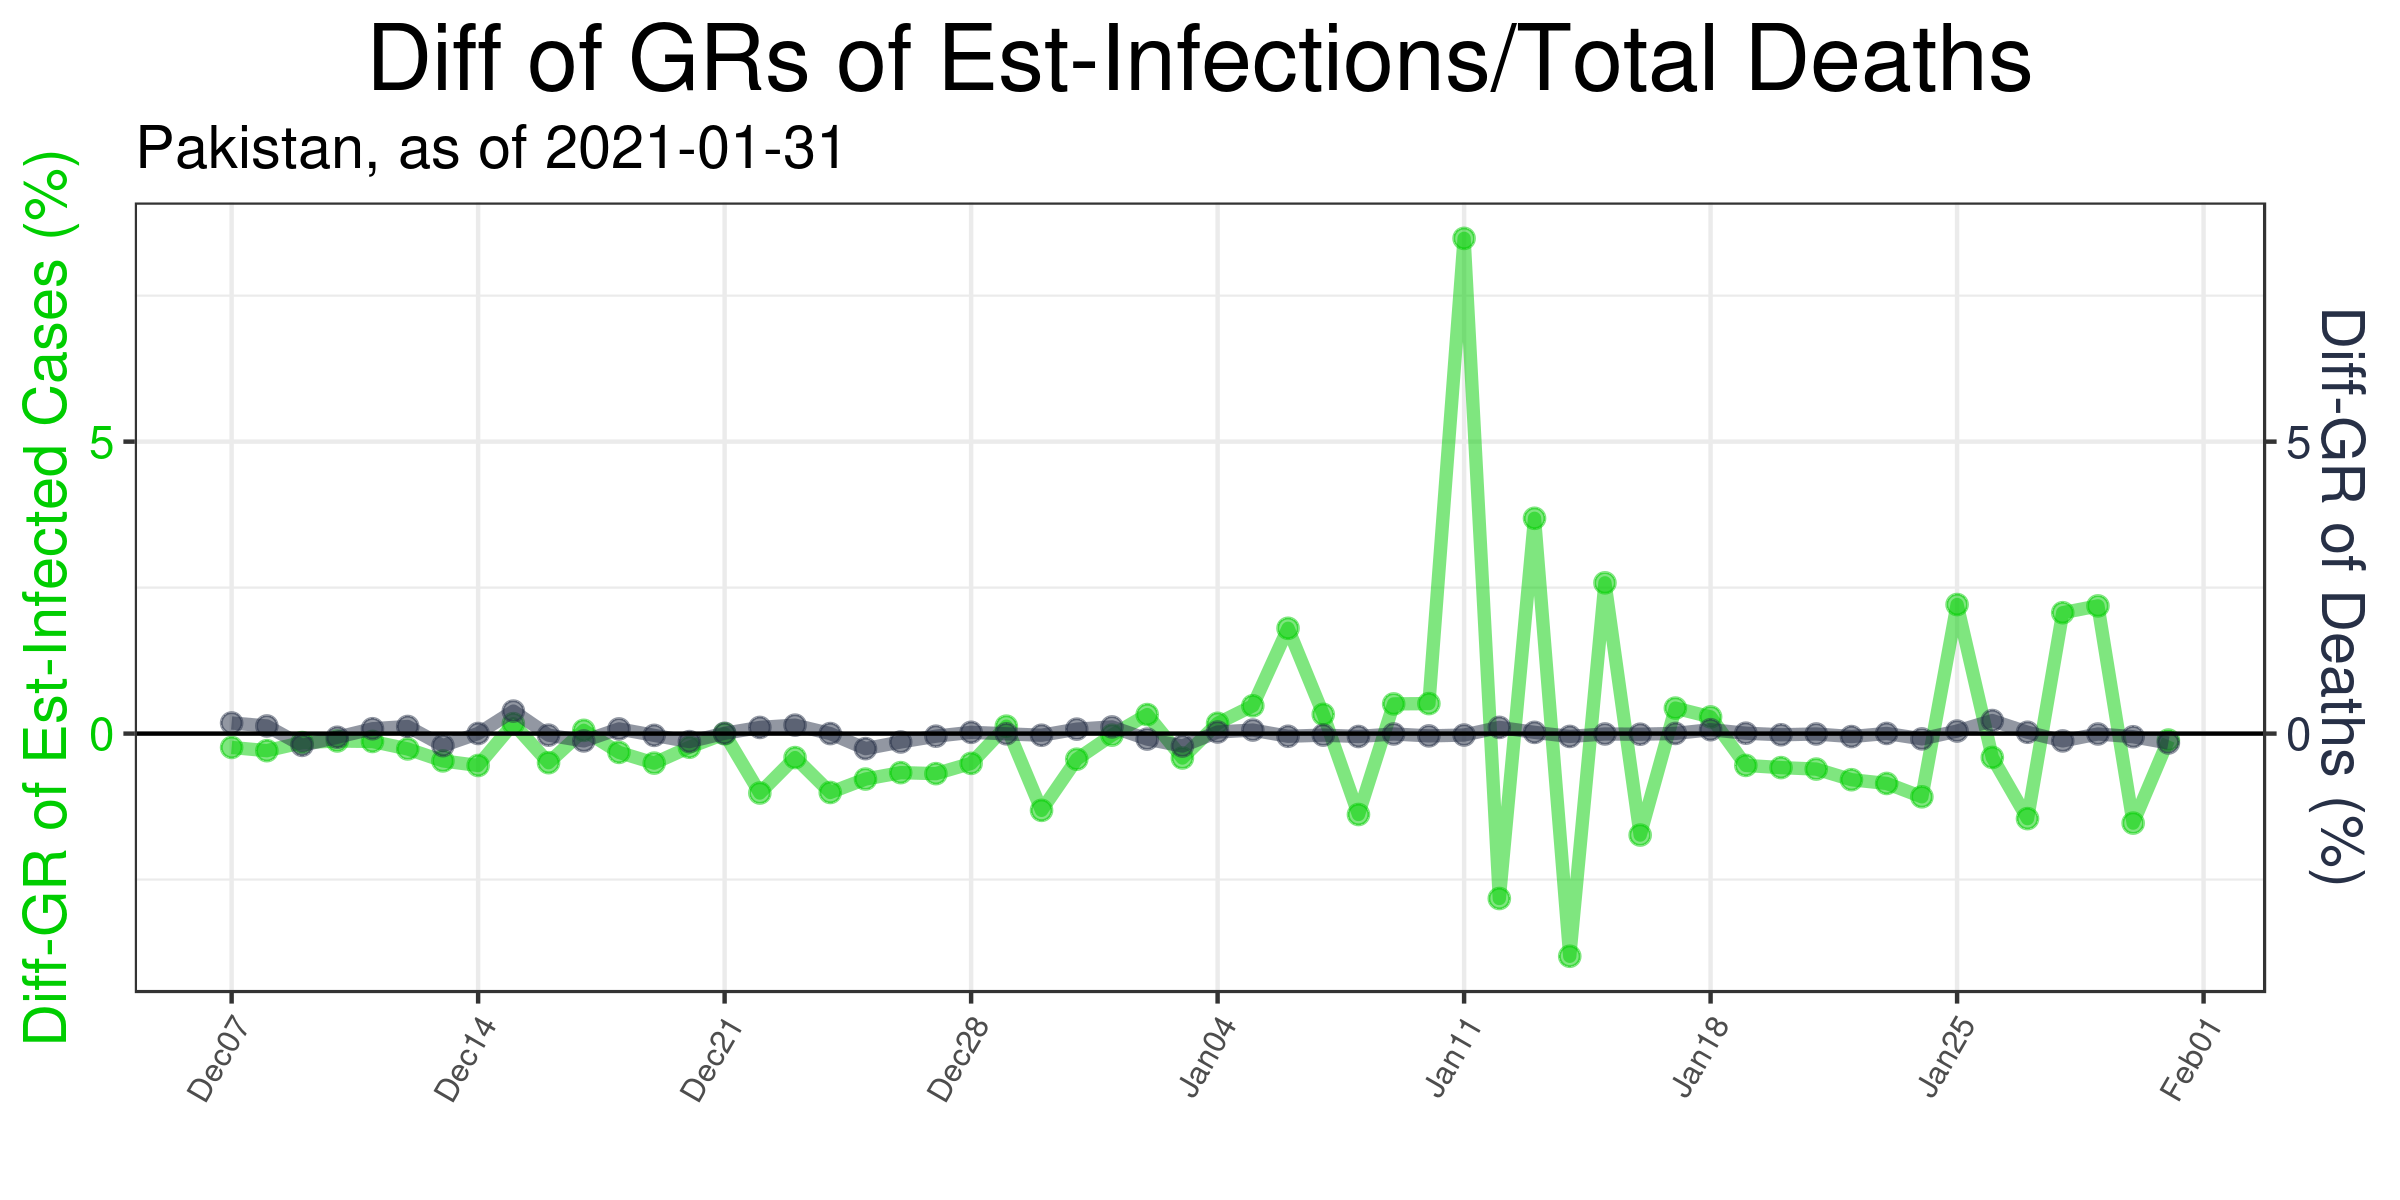 Diff of GRs of Est-Infections/Total Deaths
Pakistan, as of 2021-01-31
Diff-GR of Est-Infected Cases (%)
5
0
5
0
Diff-GR of Deaths (%)
Dec07
Dec14
Dec21
Dec28
Jan04
Jan11
Jan18
Jan25
Feb01